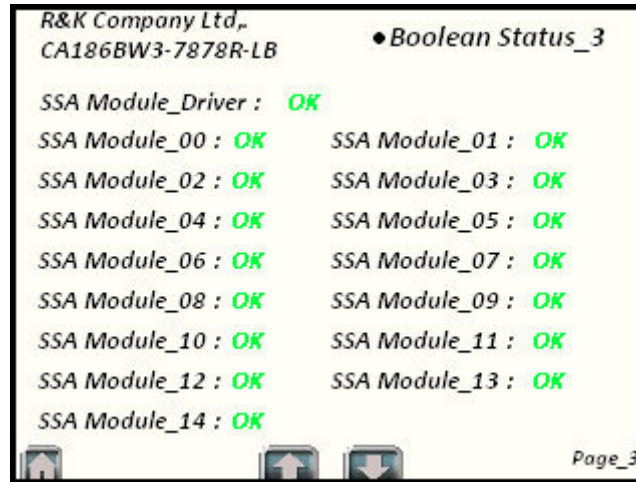 R&K Company Ltd,.
CA186BW3-7878R-LB
•Boolean Status_3
SSA Module_Driver : OK
SSA Module_00 : OK SSA Module_01 : OK
SSA Module_02 : OK SSA Module_03 : OK
SSA Module_04 : OK SSA Module_05 : OK
SSA Module_06 : OK SSA Module_07 : OK
SSA Module_08 : OK SSA Module_09 : OK
SSA Module_10 : OK SSA Module_11 : OK
SSA Module_12 : OK SSA Module_13 : OK
SSA Module_14 : OK
Page_3